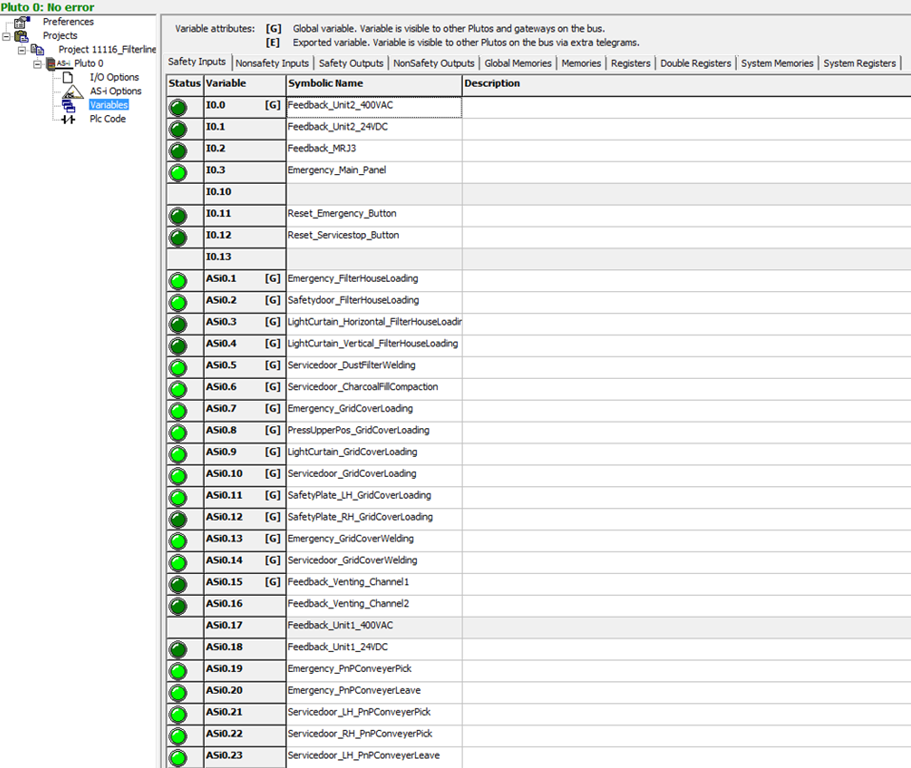 Pluto 0: No error
Preferences
Projects
Project 11116_Filterline
AS-i Pluto 0
I/O Options
AS-i Options
Variables
Plc Code
Variable attributes: [G] Global variable. Variable is visible to other Plutos and gateways on the bus.
[E] Exported variable. Variable is visible to other Plutos on the bus via extra telegrams.
Safety Inputs Nonsafety Inputs Safety Outputs NonSafety Outputs Global Memories Memories Registers Double Registers System Memories System Registers
Status Variable Symbolic Name Description
I0.0 [G] Feedback_Unit2_400VAC
I0.1 Feedback_Unit2_24VDC
I0.2 Feedback_MRJ3
I0.3 Emergency_Main_Panel
I0.10
I0.11 Reset_Emergency_Button
I0.12 Reset_Servicestop_Button
I0.13
ASi0.1 [G] Emergency_FilterHouseLoading
ASi0.2 [G] Safetydoor_FilterHouseLoading
ASi0.3 [G] LightCurtain_Horizontal_FilterHouseLoadin
ASi0.4 [G] LightCurtain_Vertical_FilterHouseLoading
ASi0.5 [G] Servicedoor_DustFilterWelding
ASi0.6 [G] Servicedoor_CharcoalFillCompaction
ASi0.7 [G] Emergency_GridCoverLoading
ASi0.8 [G] PressUpperPos_GridCoverLoading
ASi0.9 [G] LightCurtain_GridCoverLoading
ASi0.10 [G] Servicedoor_GridCoverLoading
ASi0.11 [G] SafetyPlate_LH_GridCoverLoading
ASi0.12 [G] SafetyPlate_RH_GridCoverLoading
ASi0.13 [G] Emergency_GridCoverWelding
ASi0.14 [G] Servicedoor_GridCoverWelding
ASi0.15 [G] Feedback_Venting_Channel1
ASi0.16 Feedback_Venting_Channel2
ASi0.17 Feedback_Unit1_400VAC
ASi0.18 Feedback_Unit1_24VDC
ASi0.19 Emergency_PnPConveyerPick
ASi0.20 Emergency_PnPConveyerLeave
ASi0.21 Servicedoor_LH_PnPConveyerPick
ASi0.22 Servicedoor_RH_PnPConveyerPick
ASi0.23 Servicedoor_LH_PnPConveyerLeave